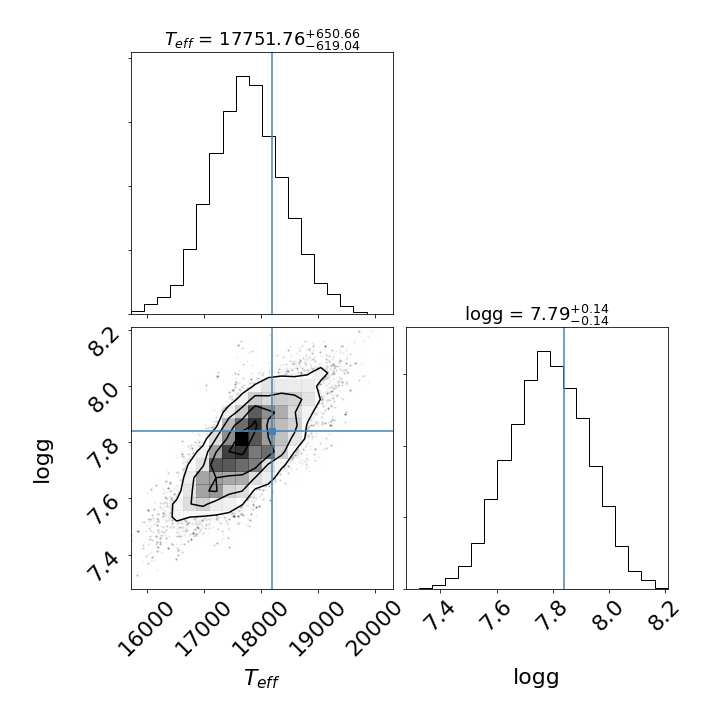 T_eff = 17751.76^{+650.66}_{-619.04}
logg = 7.79^{+0.14}_{-0.14}
8.2
8.0
7.8
7.6
7.4
logg
16000 17000 18000 19000 20000
T_eff
7.4 7.6 7.8 8.0 8.2
logg